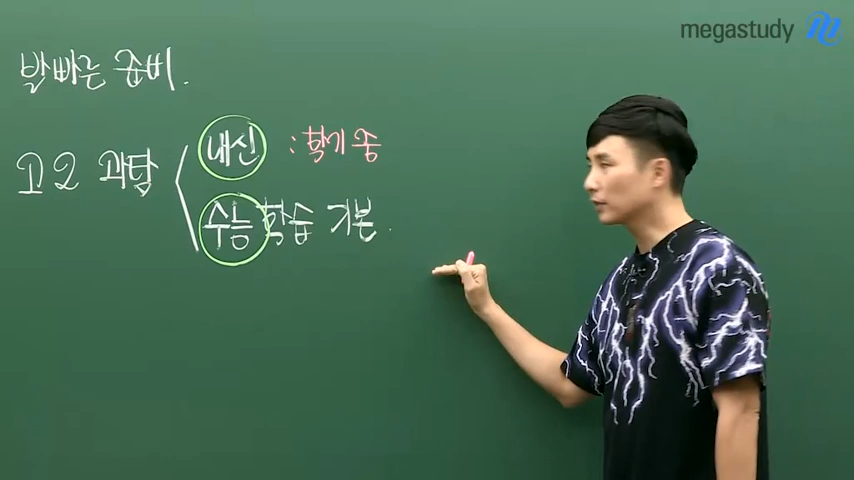 megastudy
발빠른 준비.
고2 과탐
내신 : 학기 중
수능 학습 기본.